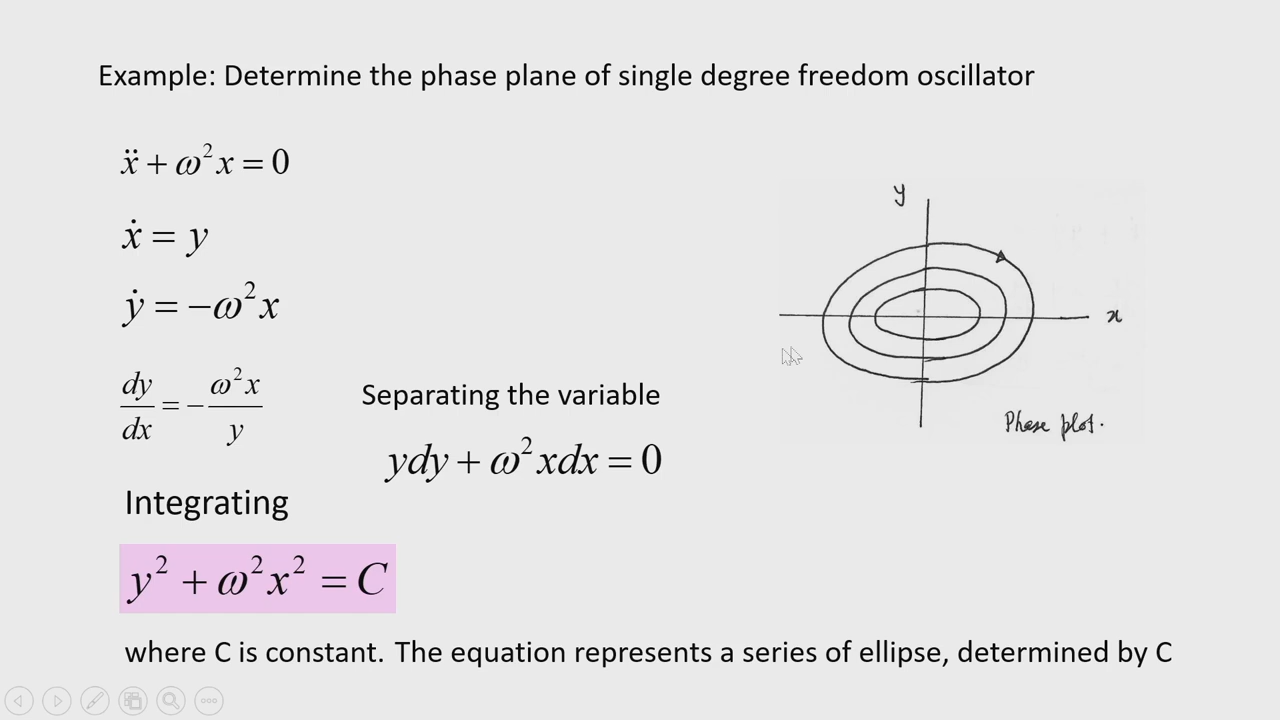 Example: Determine the phase plane of single degree freedom oscillator
ẍ + ω²x = 0
ẋ = y
ẏ = −ω²x
dy/dx = − ω²x/y
Separating the variable
ydy + ω²xdx = 0
Integrating
y² + ω²x² = C
where C is constant. The equation represents a series of ellipse, determined by C
y
x
Phase plot.